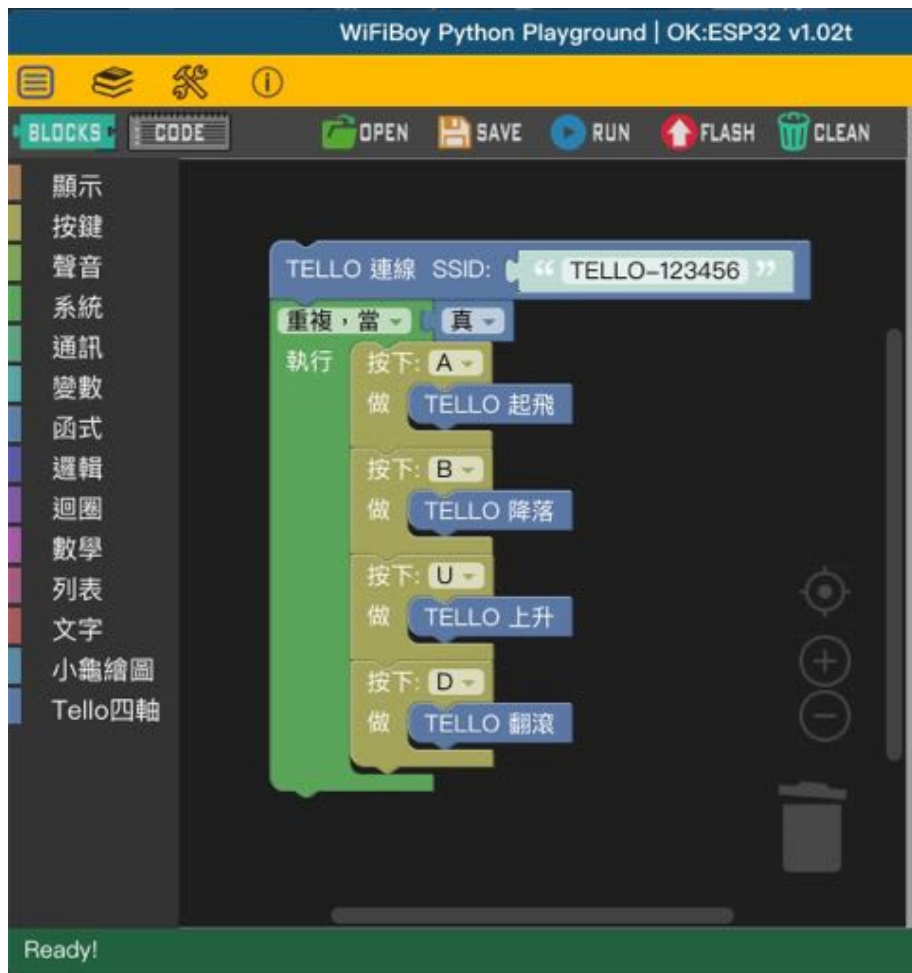 WiFiBoy Python Playground | OK:ESP32 v1.02t
BLOCKS CODE OPEN SAVE RUN FLASH CLEAN
顯示
按鍵
聲音
系統
通訊
變數
函式
邏輯
迴圈
數學
列表
文字
小龜繪圖
Tello四軸
TELLO 連線 SSID: “ TELLO-123456 ”
重複,當 真
執行 按下: A
做 TELLO 起飛
按下: B
做 TELLO 降落
按下: U
做 TELLO 上升
按下: D
做 TELLO 翻滾
Ready!